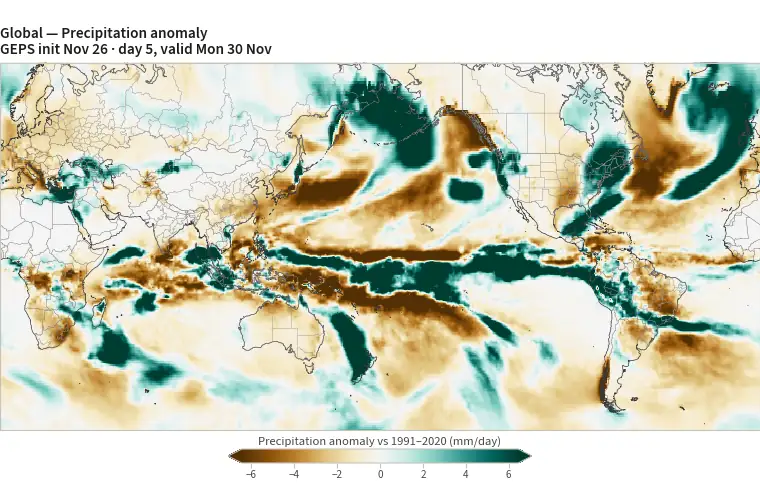 Global — Precipitation anomaly
GEPS init Nov 26 · day 5, valid Mon 30 Nov
Precipitation anomaly vs 1991–2020 (mm/day)
−6 −4 −2 0 2 4 6